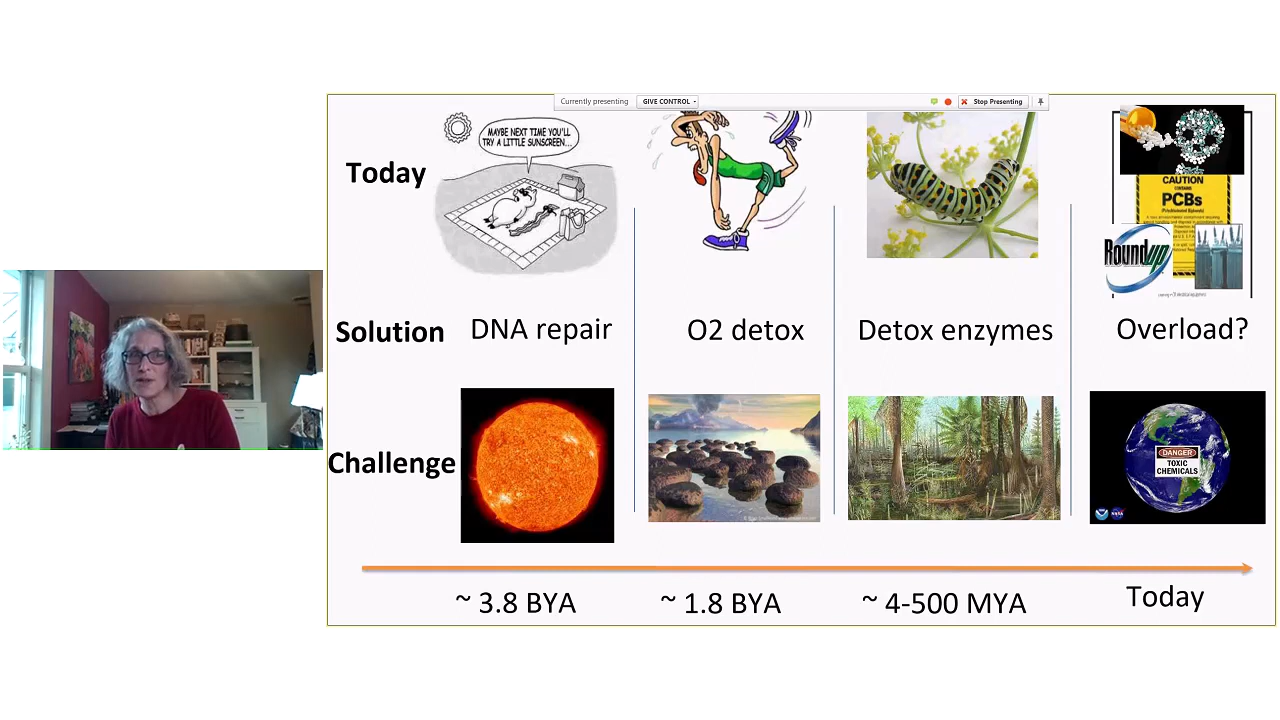 Currently presenting
GIVE CONTROL
Stop Presenting
MAYBE NEXT TIME YOU'LL
TRY A LITTLE SUNSCREEN...
Today
CAUTION
CONTAINS
PCBs
Roundup
Solution
DNA repair
O2 detox
Detox enzymes
Overload?
Challenge
DANGER
TOXIC
CHEMICALS
NASA
~ 3.8 BYA
~ 1.8 BYA
~ 4-500 MYA
Today